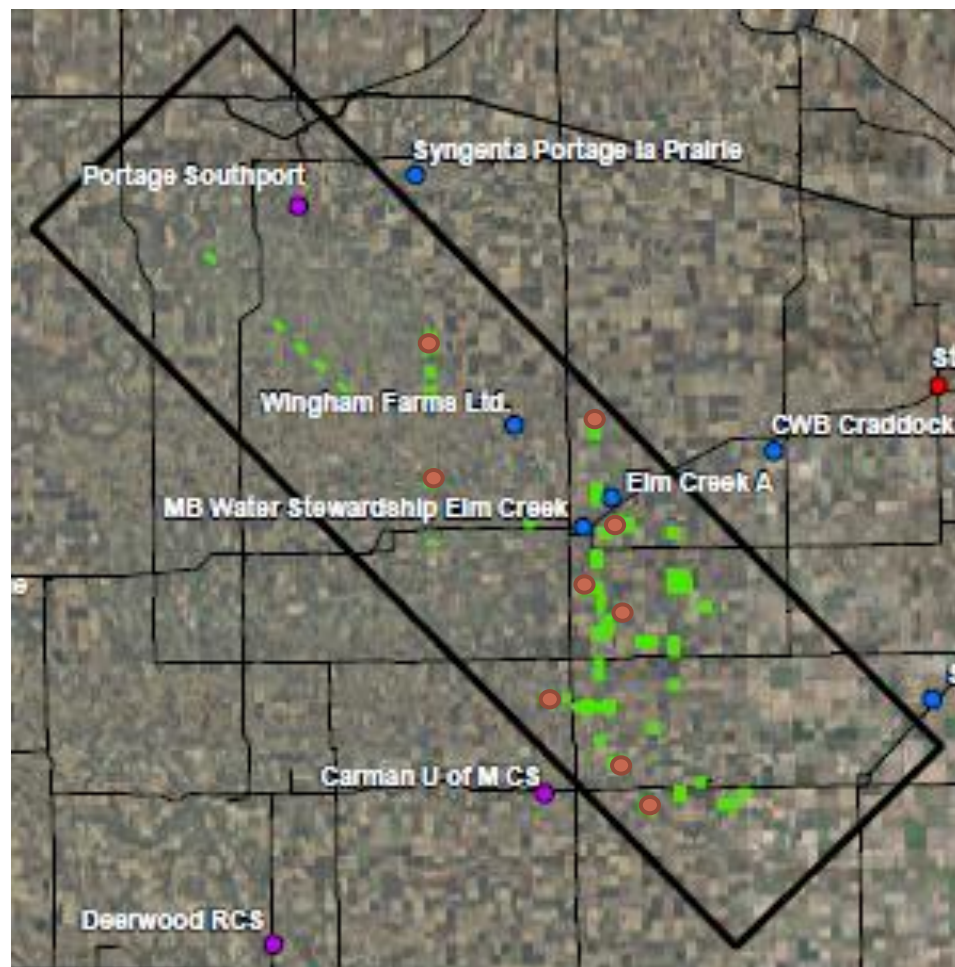 Syngenta Portage la Prairie
Portage Southport
St
Wingham Farms Ltd.
CWB Craddock
Elm Creek A
MB Water Stewardship Elm Creek
e
S
Carman U of M CS
Deerwood RCS